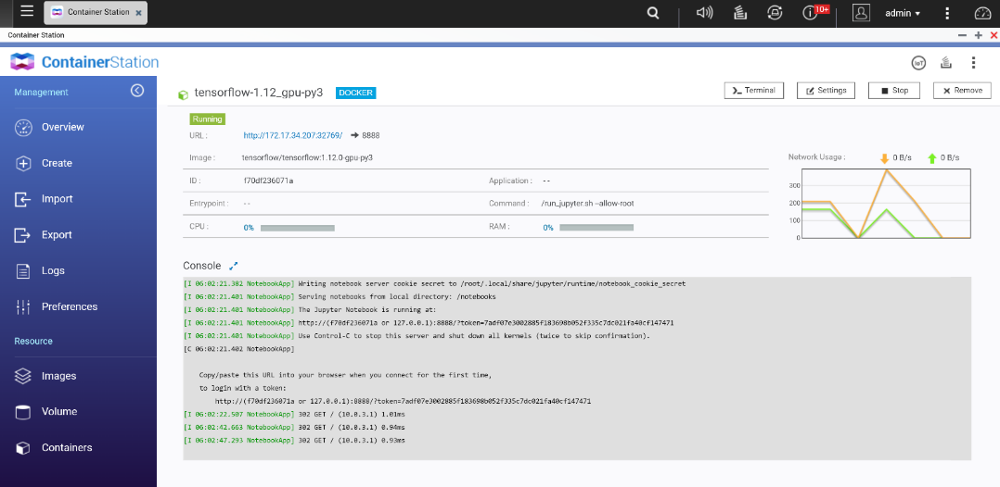 Container Station
10+
admin
Container Station
ContainerStation
IoT
Management
Overview
Create
Import
Export
Logs
Preferences
Resource
Images
Volume
Containers
tensorflow-1.12_gpu-py3 DOCKER
Terminal Settings Stop Remove
Running
URL : http://172.17.34.207:32769/ 8888
Image : tensorflow/tensorflow:1.12.0-gpu-py3
ID : f70df236071a Application : --
Entrypoint : -- Command : /run_jupyter.sh --allow-root
CPU : 0% RAM : 0%
Network Usage : 0 B/s 0 B/s
300
200
100
0
Console
[I 06:02:21.382 NotebookApp] Writing notebook server cookie secret to /root/.local/share/jupyter/runtime/notebook_cookie_secret
[I 06:02:21.401 NotebookApp] Serving notebooks from local directory: /notebooks
[I 06:02:21.401 NotebookApp] The Jupyter Notebook is running at:
[I 06:02:21.401 NotebookApp] http://(f70df236071a or 127.0.0.1):8888/?token=7adf07e3002885f183698b052f335c7dc021fa40cf147471
[I 06:02:21.401 NotebookApp] Use Control-C to stop this server and shut down all kernels (twice to skip confirmation).
[C 06:02:21.402 NotebookApp]
Copy/paste this URL into your browser when you connect for the first time,
to login with a token:
http://(f70df236071a or 127.0.0.1):8888/?token=7adf07e3002885f183698b052f335c7dc021fa40cf147471
[I 06:02:22.507 NotebookApp] 302 GET / (10.0.3.1) 1.01ms
[I 06:02:42.663 NotebookApp] 302 GET / (10.0.3.1) 0.94ms
[I 06:02:47.293 NotebookApp] 302 GET / (10.0.3.1) 0.93ms